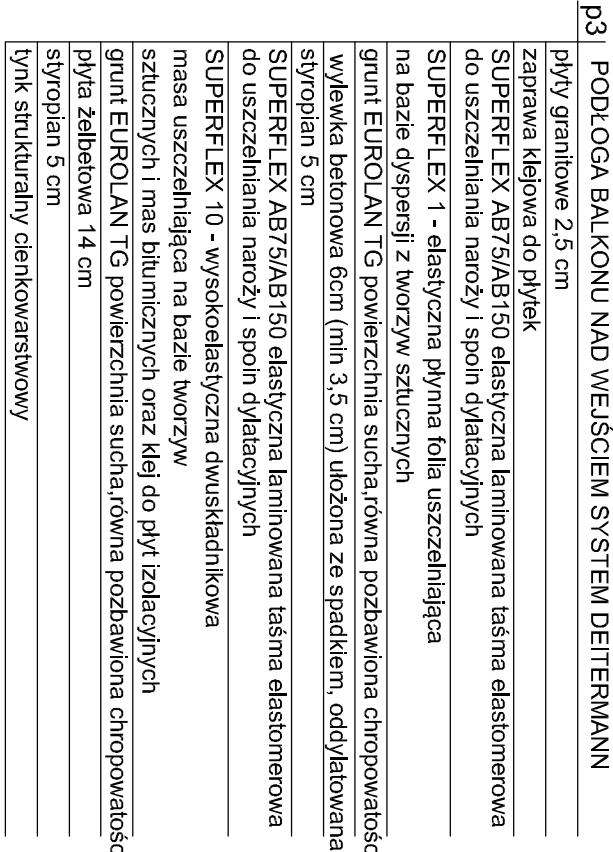 p3 PODŁOGA BALKONU NAD WEJŚCIEM SYSTEM DEITERMANN
płyty granitowe 2,5 cm
zaprawa klejowa do płytek
SUPERFLEX AB75/AB150 elastyczna laminowana taśma elastomerowa
do uszczelniania naroży i spoin dylatacyjnych
SUPERFLEX 1 - elastyczna płynna folia uszczelniająca
na bazie dyspersji z tworzyw sztucznych
grunt EUROLAN TG powierzchnia sucha,równa pozbawiona chropowatośc
wylewka betonowa 6cm (min 3,5 cm) ułożona ze spadkiem, oddylatowana
styropian 5 cm
SUPERFLEX AB75/AB150 elastyczna laminowana taśma elastomerowa
do uszczelniania naroży i spoin dylatacyjnych
SUPERFLEX 10 - wysokoelastyczna dwuskładnikowa
masa uszczelniająca na bazie tworzyw
sztucznych i mas bitumicznych oraz klej do płyt izolacyjnych
grunt EUROLAN TG powierzchnia sucha,równa pozbawiona chropowatośc
płyta żelbetowa 14 cm
styropian 5 cm
tynk strukturalny cienkowarstwowy